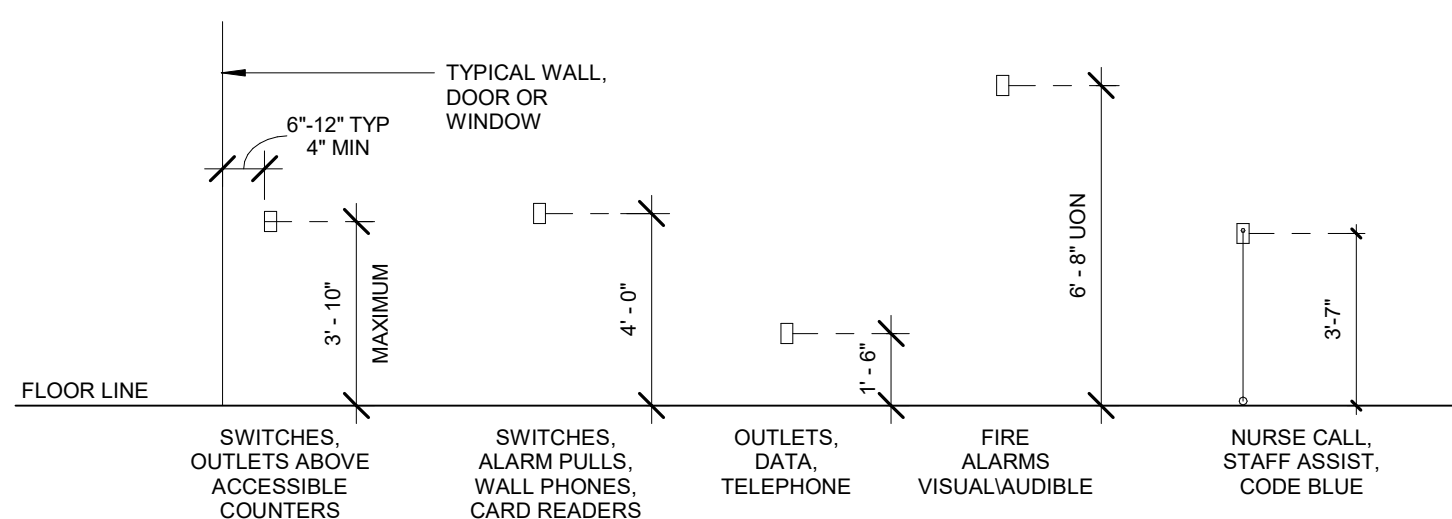 TYPICAL WALL,
DOOR OR
WINDOW
6"-12" TYP
4" MIN
3' - 10"
MAXIMUM
4' - 0"
1' - 6"
6' - 8" UON
3'-7"
FLOOR LINE
SWITCHES,
OUTLETS ABOVE
ACCESSIBLE
COUNTERS
SWITCHES,
ALARM PULLS,
WALL PHONES,
CARD READERS
OUTLETS,
DATA,
TELEPHONE
FIRE
ALARMS
VISUAL\AUDIBLE
NURSE CALL,
STAFF ASSIST,
CODE BLUE